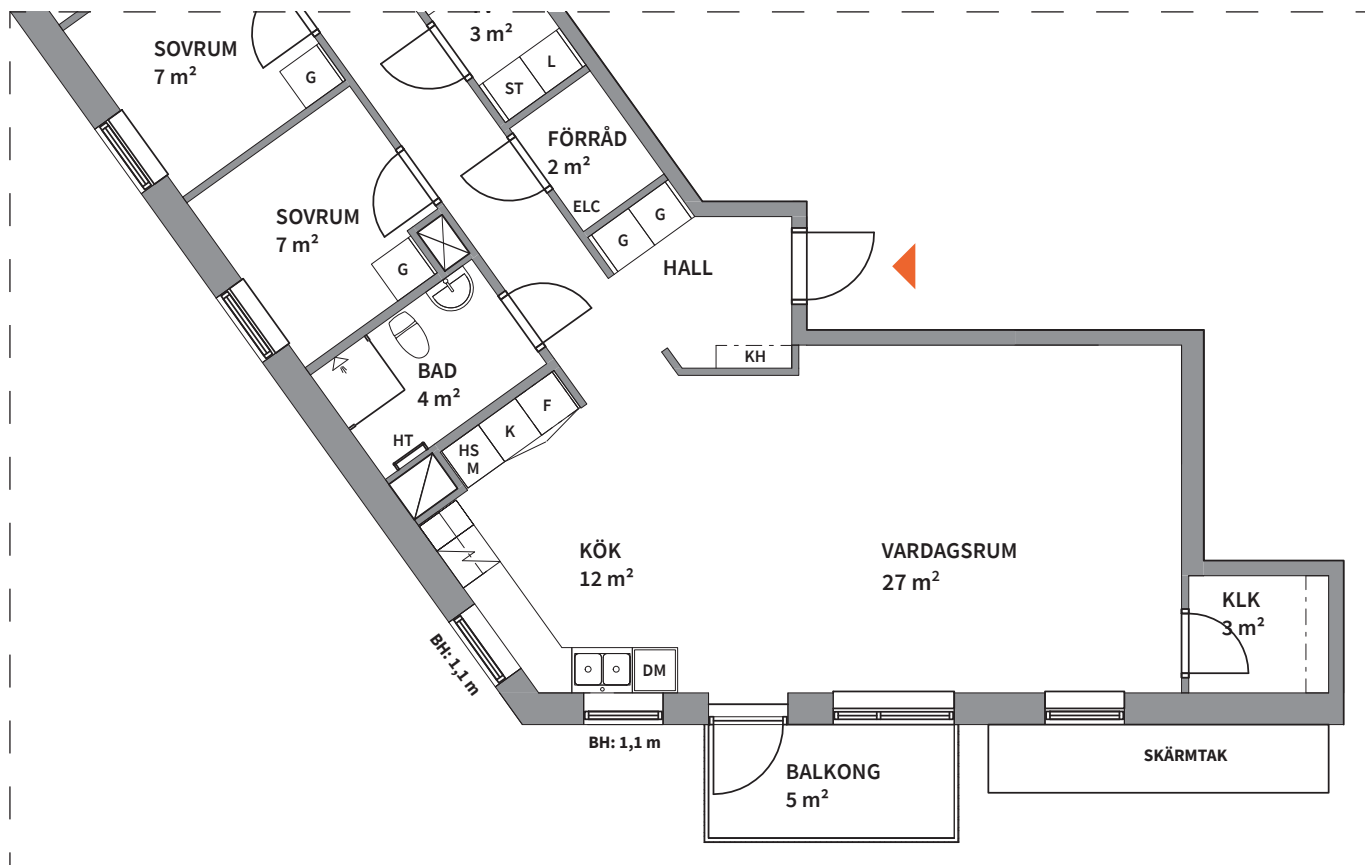 SOVRUM
7 m²
G
3 m²
L
ST
FÖRRÅD
2 m²
ELC
G
G
SOVRUM
7 m²
G
HALL
KH
BAD
4 m²
HT
F
K
HS
M
KÖK
12 m²
VARDAGSRUM
27 m²
KLK
3 m²
DM
BH: 1,1 m
BH: 1,1 m
BALKONG
5 m²
SKÄRMTAK